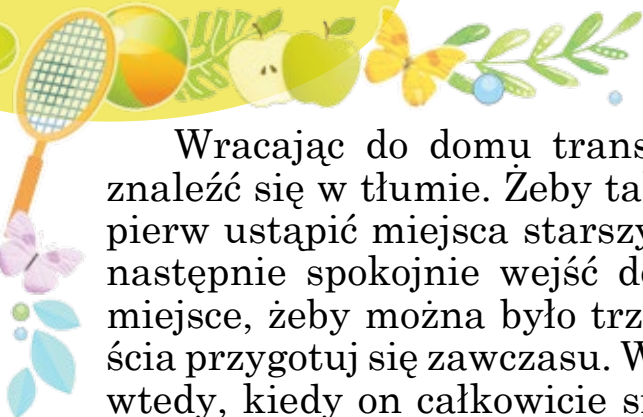 Wracając do domu trans
znaleźć się w tłumie. Żeby tal
pierw ustąpić miejsca starszy
następnie spokojnie wejść d
miejsce, żeby można było trz
ścia przygotuj się zawczasu. W
wtedy, kiedy on całkowicie s